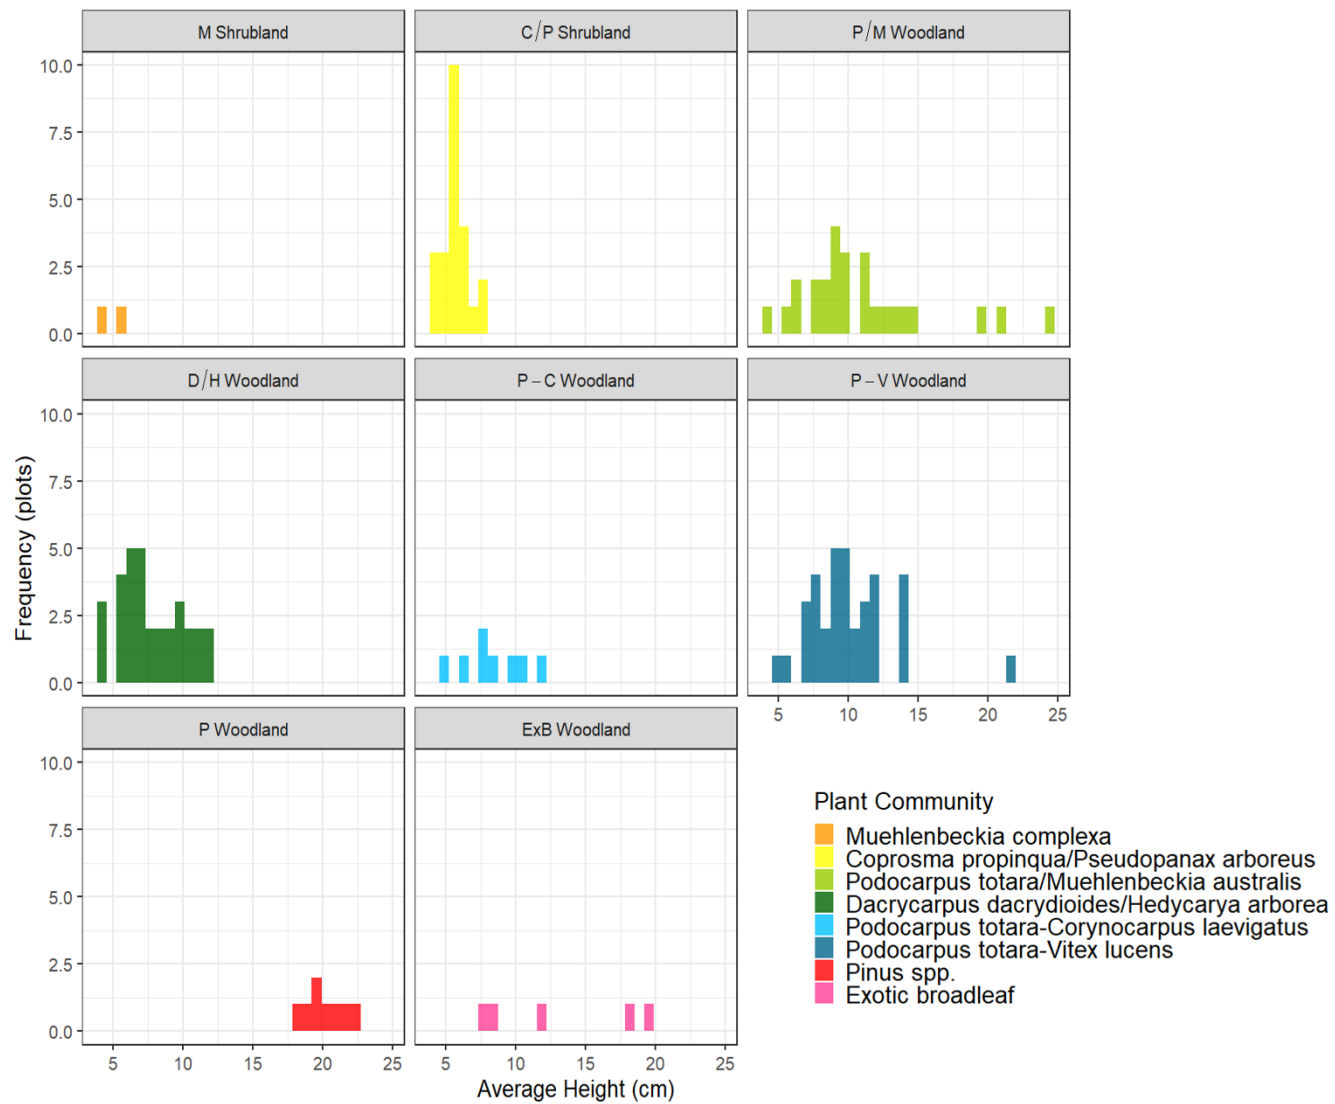 M Shrubland
C/P Shrubland
P/M Woodland
10.0
7.5
5.0
2.5
0.0
D/H Woodland
P – C Woodland
P – V Woodland
10.0
7.5
5.0
2.5
0.0
5 10 15 20 25
P Woodland
ExB Woodland
10.0
7.5
5.0
2.5
0.0
5 10 15 20 25
5 10 15 20 25
Frequency (plots)
Average Height (cm)
Plant Community
Muehlenbeckia complexa
Coprosma propinqua/Pseudopanax arboreus
Podocarpus totara/Muehlenbeckia australis
Dacrycarpus dacrydioides/Hedycarya arborea
Podocarpus totara-Corynocarpus laevigatus
Podocarpus totara-Vitex lucens
Pinus spp.
Exotic broadleaf